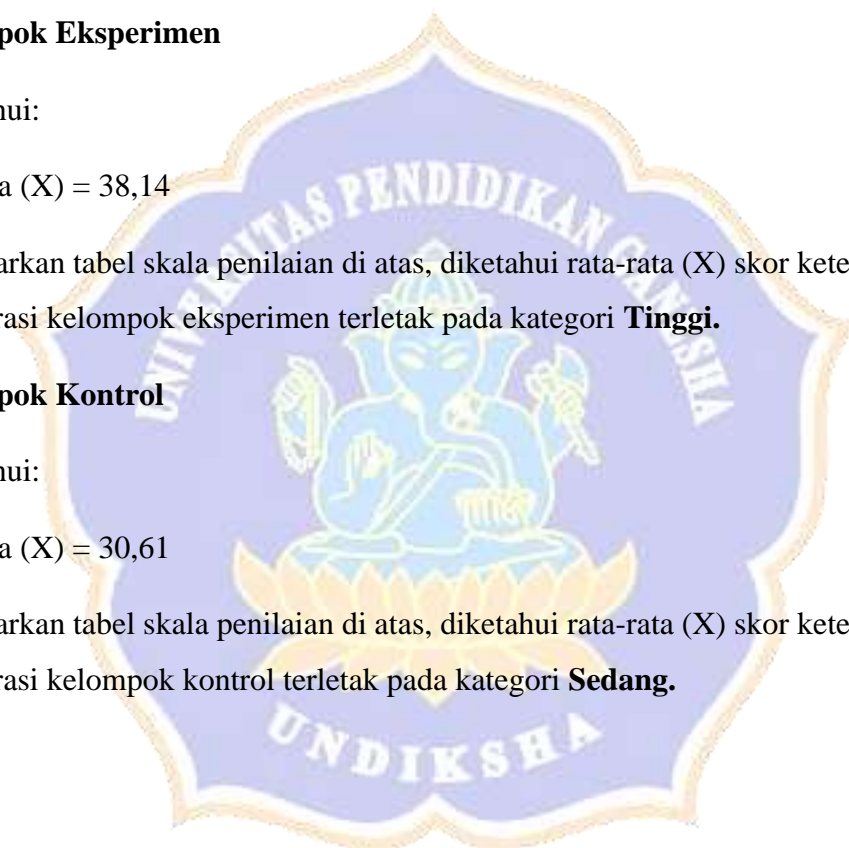 pok Eksperimen
nui:
a (X) = 38,14
arkan tabel skala penilaian di atas, diketahui rata-rata (X) skor kete
rasi kelompok eksperimen terletak pada kategori Tinggi.
pok Kontrol
nui:
a (X) = 30,61
arkan tabel skala penilaian di atas, diketahui rata-rata (X) skor kete
rasi kelompok kontrol terletak pada kategori Sedang.
UNIVERSITAS PENDIDIKAN GANESHA
UNDIKSHA